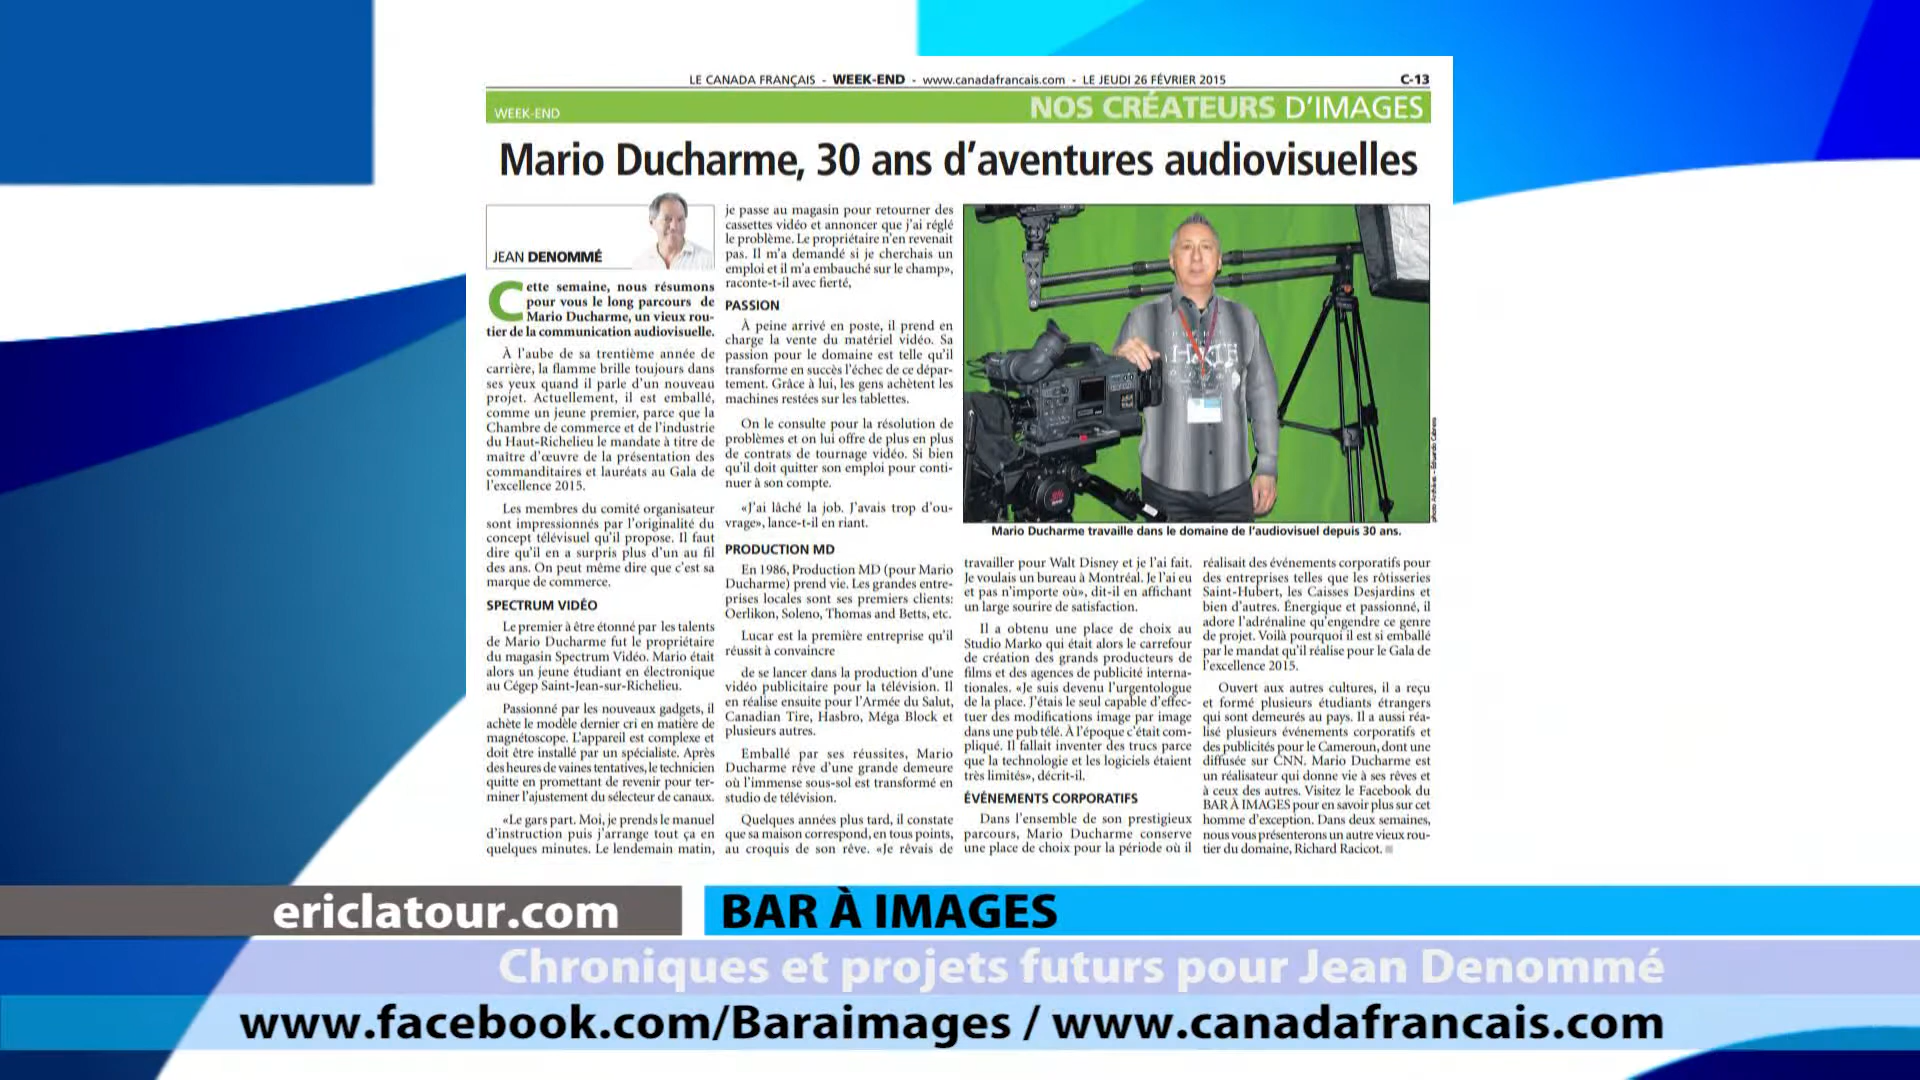 LE CANADA FRANÇAIS - WEEK-END - www.canadafrancais.com - LE JEUDI 26 FÉVRIER 2015
C-13
WEEK-END
NOS CRÉATEURS D'IMAGES
Mario Ducharme, 30 ans d'aventures audiovisuelles
JEAN DENOMMÉ
Cette semaine, nous résumons
pour vous le long parcours de
Mario Ducharme, un vieux rou-
tier de la communication audiovisuelle.
À l'aube de sa trentième année de
carrière, la flamme brille toujours dans
ses yeux quand il parle d'un nouveau
projet. Actuellement, il est emballé,
comme un jeune premier, parce que la
Chambre de commerce et de l'industrie
du Haut-Richelieu le mandate à titre de
maître d'œuvre de la présentation des
commanditaires et lauréats au Gala de
l'excellence 2015.
Les membres du comité organisateur
sont impressionnés par l'originalité du
concept télévisuel qu'il propose. Il faut
dire qu'il en a surpris plus d'un au fil
des ans. On peut même dire que c'est sa
marque de commerce.
SPECTRUM VIDÉO
Le premier à être étonné par les talents
de Mario Ducharme fut le propriétaire
du magasin Spectrum Vidéo. Mario était
alors un jeune étudiant en électronique
au Cégep Saint-Jean-sur-Richelieu.
Passionné par les nouveaux gadgets, il
achète le modèle dernier cri en matière de
magnétoscope. L'appareil est complexe et
doit être installé par un spécialiste. Après
des heures de vaines tentatives, le technicien
quitte en promettant de revenir pour ter-
miner l'ajustement du sélecteur de canaux.
«Le gars part. Moi, je prends le manuel
d'instruction puis j'arrange tout ça en
quelques minutes. Le lendemain matin,
je passe au magasin pour retourner des
cassettes vidéo et annoncer que j'ai réglé
le problème. Le propriétaire n'en revenait
pas. Il m'a demandé si je cherchais un
emploi et il m'a embauché sur le champ»,
raconte-t-il avec fierté,
PASSION
À peine arrivé en poste, il prend en
charge la vente du matériel vidéo. Sa
passion pour le domaine est telle qu'il
transforme en succès l'échec de ce dépar-
tement. Grâce à lui, les gens achètent les
machines restées sur les tablettes.
On le consulte pour la résolution de
problèmes et on lui offre de plus en plus
de contrats de tournage vidéo. Si bien
qu'il doit quitter son emploi pour conti-
nuer à son compte.
«J'ai lâché la job. J'avais trop d'ou-
vrage», lance-t-il en riant.
PRODUCTION MD
En 1986, Production MD (pour Mario
Ducharme) prend vie. Les grandes entre-
prises locales sont ses premiers clients:
Oerlikon, Soleno, Thomas and Betts, etc.
Lucar est la première entreprise qu'il
réussit à convaincre
de se lancer dans la production d'une
vidéo publicitaire pour la télévision. Il
en réalise ensuite pour l'Armée du Salut,
Canadian Tire, Hasbro, Méga Block et
plusieurs autres.
Emballé par ses réussites, Mario
Ducharme rêve d'une grande demeure
où l'immense sous-sol est transformé en
studio de télévision.
Quelques années plus tard, il constate
que sa maison correspond, en tous points,
au croquis de son rêve. «Je rêvais de
Mario Ducharme travaille dans le domaine de l'audiovisuel depuis 30 ans.
travailler pour Walt Disney et je l'ai fait.
Je voulais un bureau à Montréal. Je l'ai eu
et pas n'importe où», dit-il en affichant
un large sourire de satisfaction.
Il a obtenu une place de choix au
Studio Marko qui était alors le carrefour
de création des grands producteurs de
films et des agences de publicité interna-
tionales. «Je suis devenu l'urgentologue
de la place. J'étais le seul capable d'effec-
tuer des modifications image par image
dans une pub télé. À l'époque c'était com-
pliqué. Il fallait inventer des trucs parce
que la technologie et les logiciels étaient
très limités», décrit-il.
ÉVÉNEMENTS CORPORATIFS
Dans l'ensemble de son prestigieux
parcours, Mario Ducharme conserve
une place de choix pour la période où il
réalisait des événements corporatifs pour
des entreprises telles que les rôtisseries
Saint-Hubert, les Caisses Desjardins et
bien d'autres. Énergique et passionné, il
adore l'adrénaline qu'engendre ce genre
de projet. Voilà pourquoi il est si emballé
par le mandat qu'il réalise pour le Gala de
l'excellence 2015.
Ouvert aux autres cultures, il a reçu
et formé plusieurs étudiants étrangers
qui sont demeurés au pays. Il a aussi réa-
lisé plusieurs événements corporatifs et
des publicités pour le Cameroun, dont une
diffusée sur CNN. Mario Ducharme est
un réalisateur qui donne vie à ses rêves et
à ceux des autres. Visitez le Facebook du
BAR À IMAGES pour en savoir plus sur cet
homme d'exception. Dans deux semaines,
nous vous présenterons un autre vieux rou-
tier du domaine, Richard Racicot.
ericlatour.com
BAR À IMAGES
Chroniques et projets futurs pour Jean Denommé
www.facebook.com/Baraimages / www.canadafrancais.com